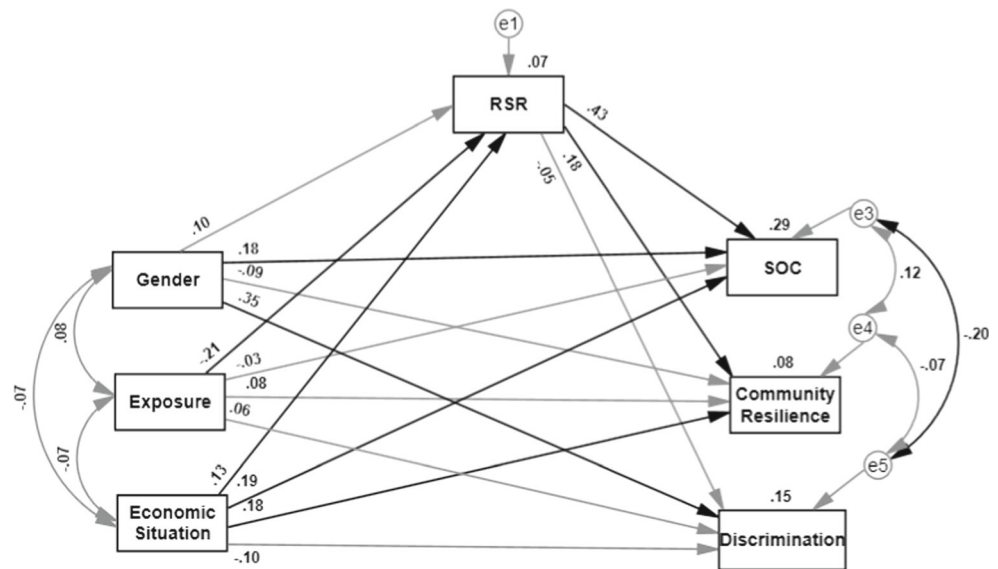 e1
.07
RSR
.43
.18
-.05
.10
.29
e3
SOC
.18
-.09
.35
Gender
.12
.08
-.07
e4
-.20
-.21
-.03
.08
.06
Exposure
.08
Community
Resilience
-.07
-.07
e5
.13
.19
.18
Economic
Situation
-.10
.15
Discrimination